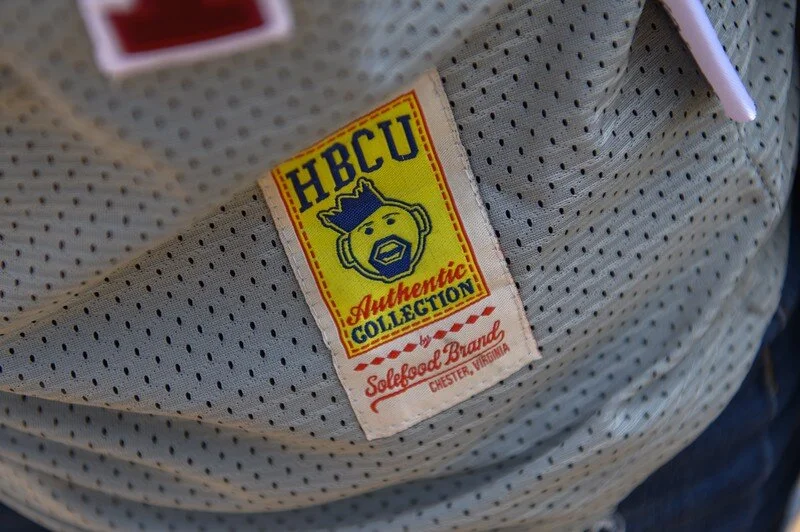 HBCU
Authentic
COLLECTION
by
Solefood Brand
CHESTER, VIRGINIA